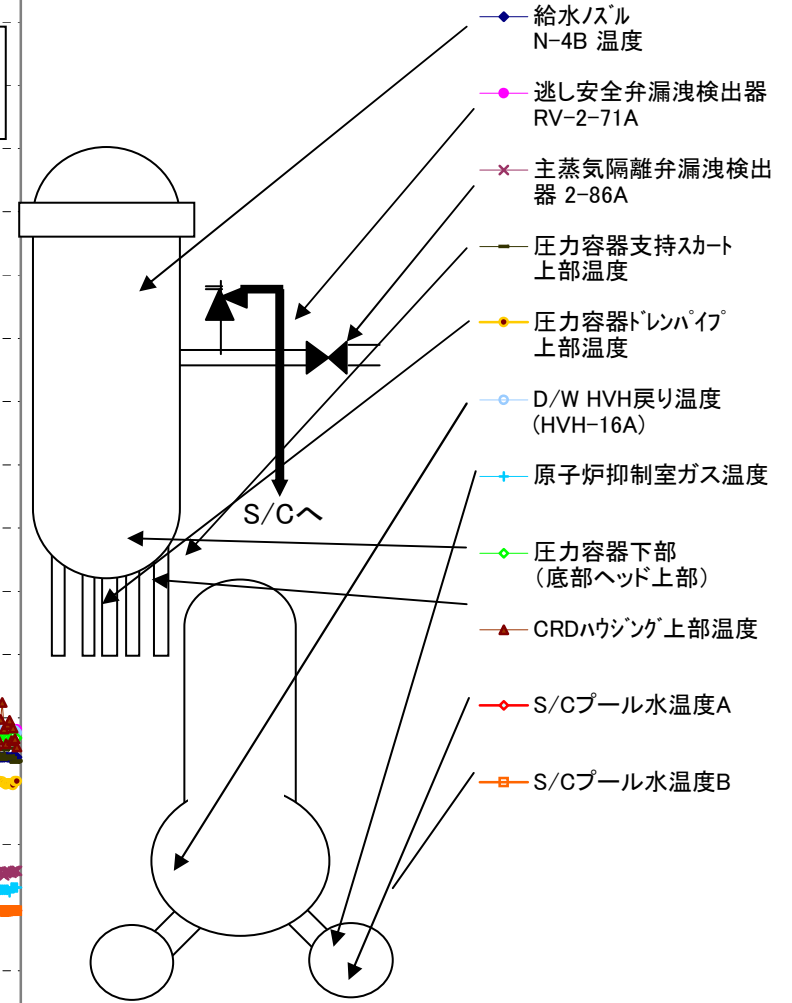 給水ノズル
N-4B 温度
逃し安全弁漏洩検出器
RV-2-71A
主蒸気隔離弁漏洩検出
器 2-86A
圧力容器支持スカート
上部温度
圧力容器ドレンパイプ
上部温度
D/W HVH戻り温度
(HVH-16A)
原子炉抑制室ガス温度
S/Cへ
圧力容器下部
（底部ヘッド上部）
CRDハウジング上部温度
S/Cプール水温度A
S/Cプール水温度B